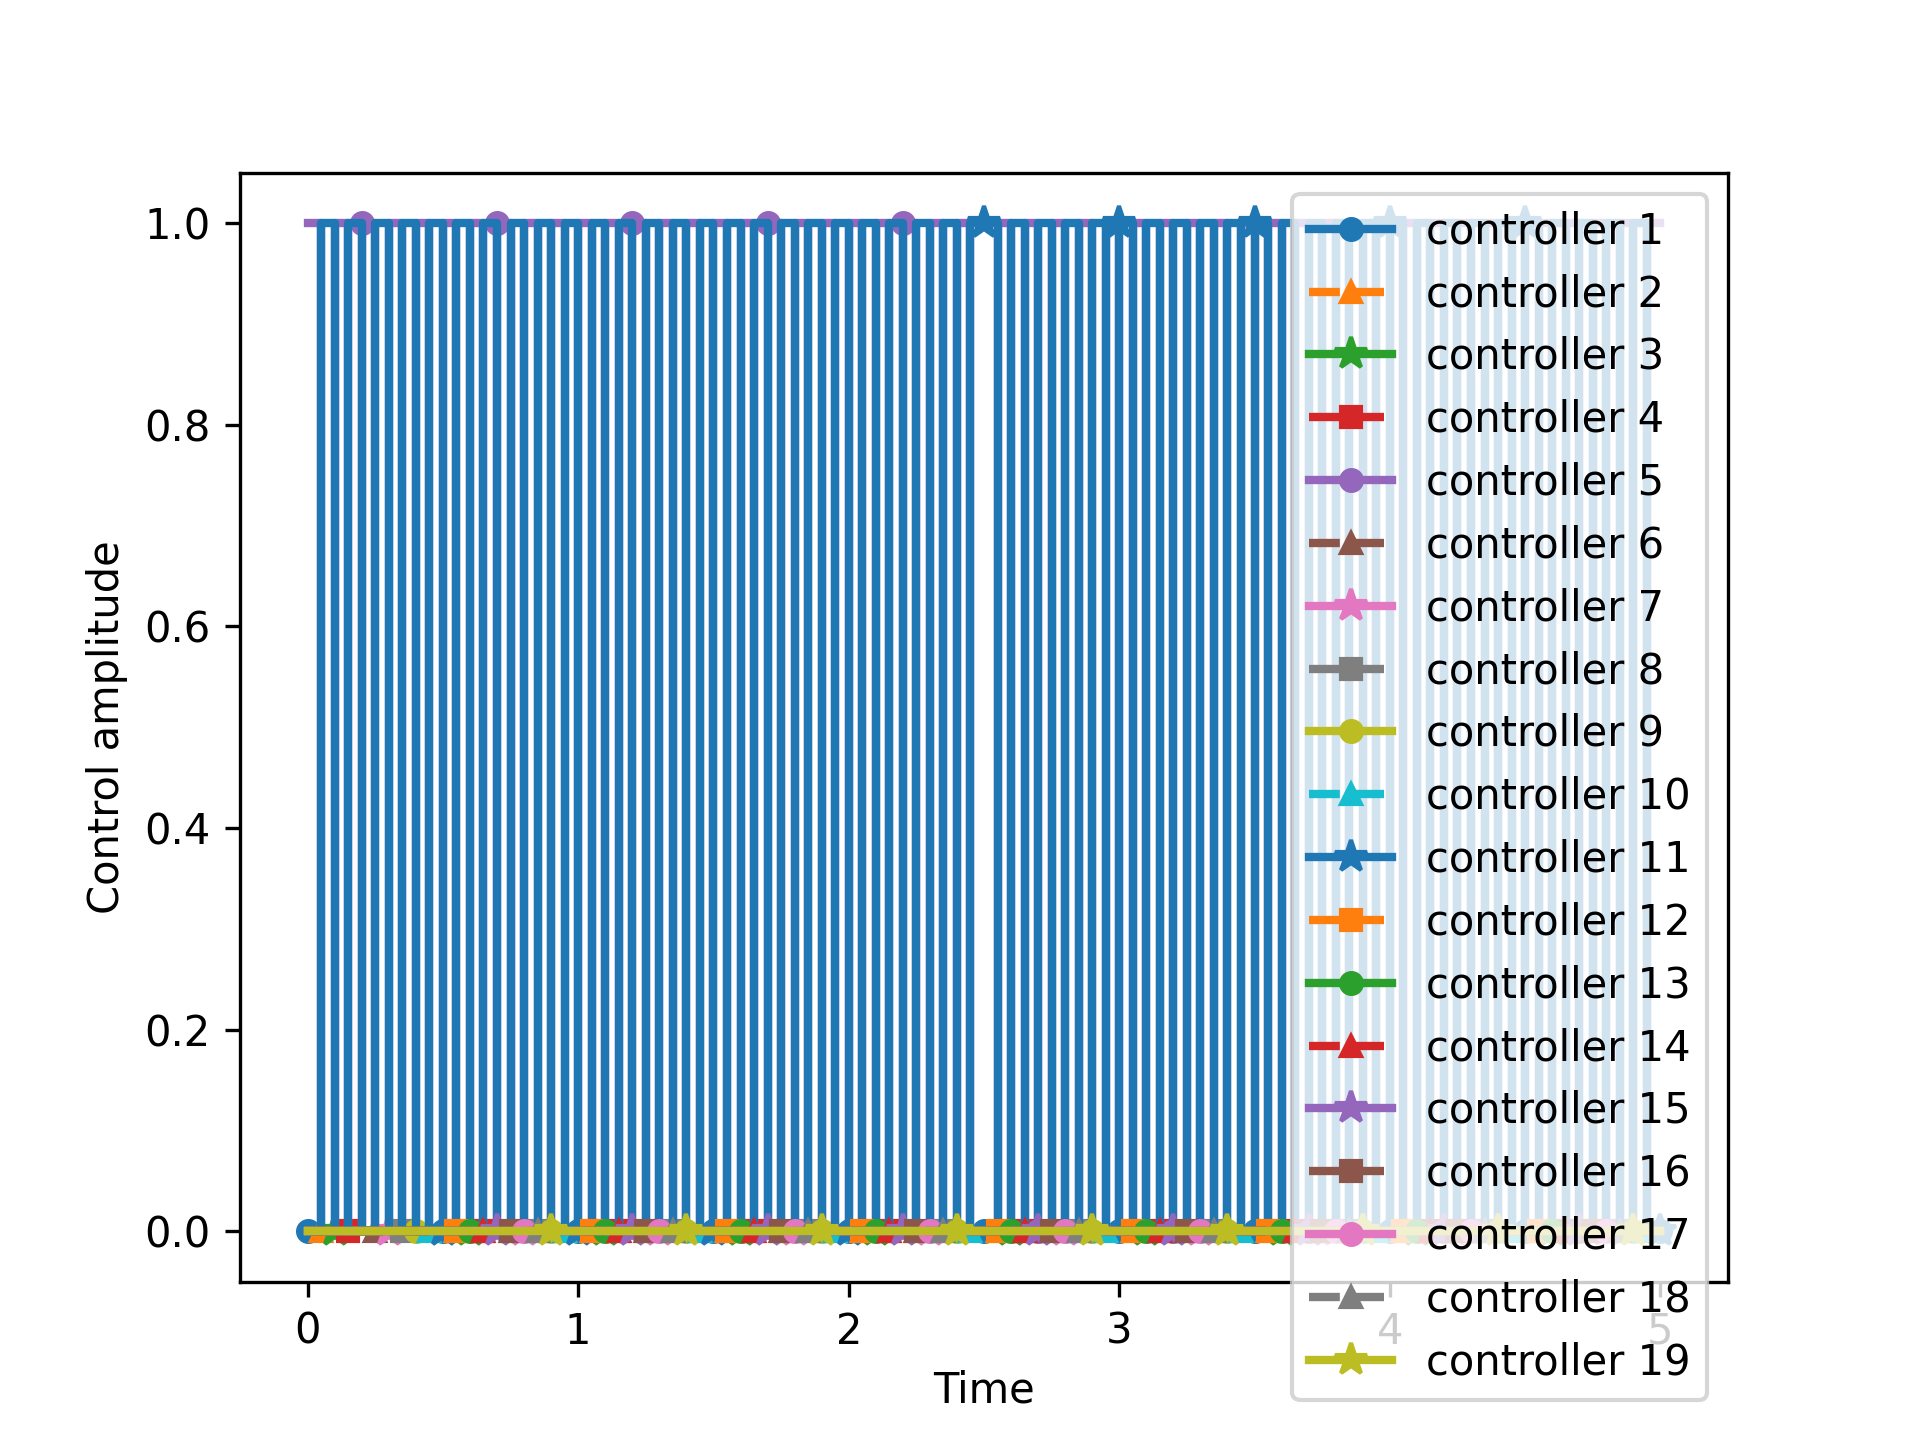 1.0
0.8
0.6
0.4
0.2
0.0
Control amplitude
0
1
2
3
4
5
Time
controller 1
controller 2
controller 3
controller 4
controller 5
controller 6
controller 7
controller 8
controller 9
controller 10
controller 11
controller 12
controller 13
controller 14
controller 15
controller 16
controller 17
controller 18
controller 19